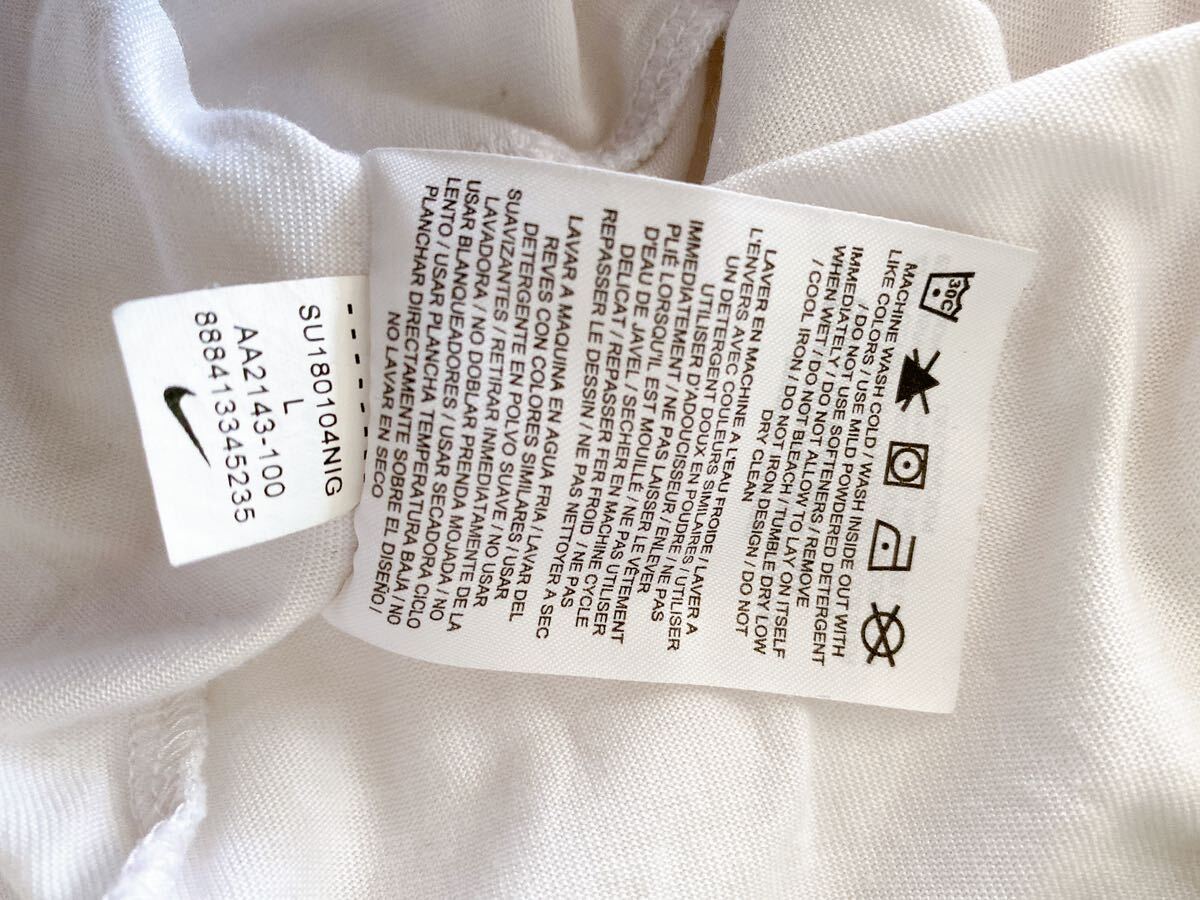 30C
MACHINE WASH COLD / WASH INSIDE OUT WITH
LIKE COLORS / USE MILD POWDERED DETERGENT
/ DO NOT USE SOFTENERS / REMOVE
IMMEDIATELY / DO NOT ALLOW TO LAY ON ITSELF
WHEN WET / DO NOT BLEACH / TUMBLE DRY LOW
/ COOL IRON / DO NOT IRON DESIGN / DO NOT
DRY CLEAN
LAVER EN MACHINE A L'EAU FROIDE / LAVER A
L'ENVERS AVEC COULEURS SIMILAIRES / UTILISER
UN DETERGENT DOUX EN POUDRE / NE PAS
UTILISER D'ADOUCISSEUR / ENLEVER
IMMEDIATEMENT / NE PAS LAISSER LE VÊTEMENT
PLIÉ LORSQU'IL EST MOUILLÉ / NE PAS UTILISER
D'EAU DE JAVEL / SECHER EN MACHINE CYCLE
DELICAT / REPASSER FER FROID / NE PAS
REPASSER LE DESSIN / NE PAS NETTOYER A SEC
LAVAR A MAQUINA EN AGUA FRIA / LAVAR DEL
REVES CON COLORES SIMILARES / USAR
DETERGENTE EN POLVO SUAVE / NO USAR
SUAVIZANTES / RETIRAR INMEDIATAMENTE DE LA
LAVADORA / NO DOBLAR PRENDA MOJADA / NO
USAR BLANQUEADORES / USAR SECADORA CICLO
LENTO / USAR PLANCHA TEMPERATURA BAJA / NO
PLANCHAR DIRECTAMENTE SOBRE EL DISEÑO /
NO LAVAR EN SECO
SU180104NIG
L
AA2143-100
888413345235